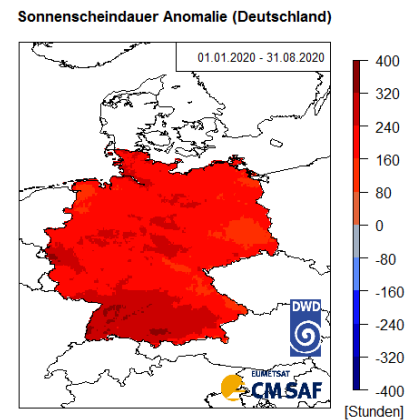 Sonnenscheindauer Anomalie (Deutschland)
01.01.2020 - 31.08.2020
400
320
240
160
80
0
-80
-160
-240
-320
-400
[Stunden]
DWD
EUMETSAT
CM SAF